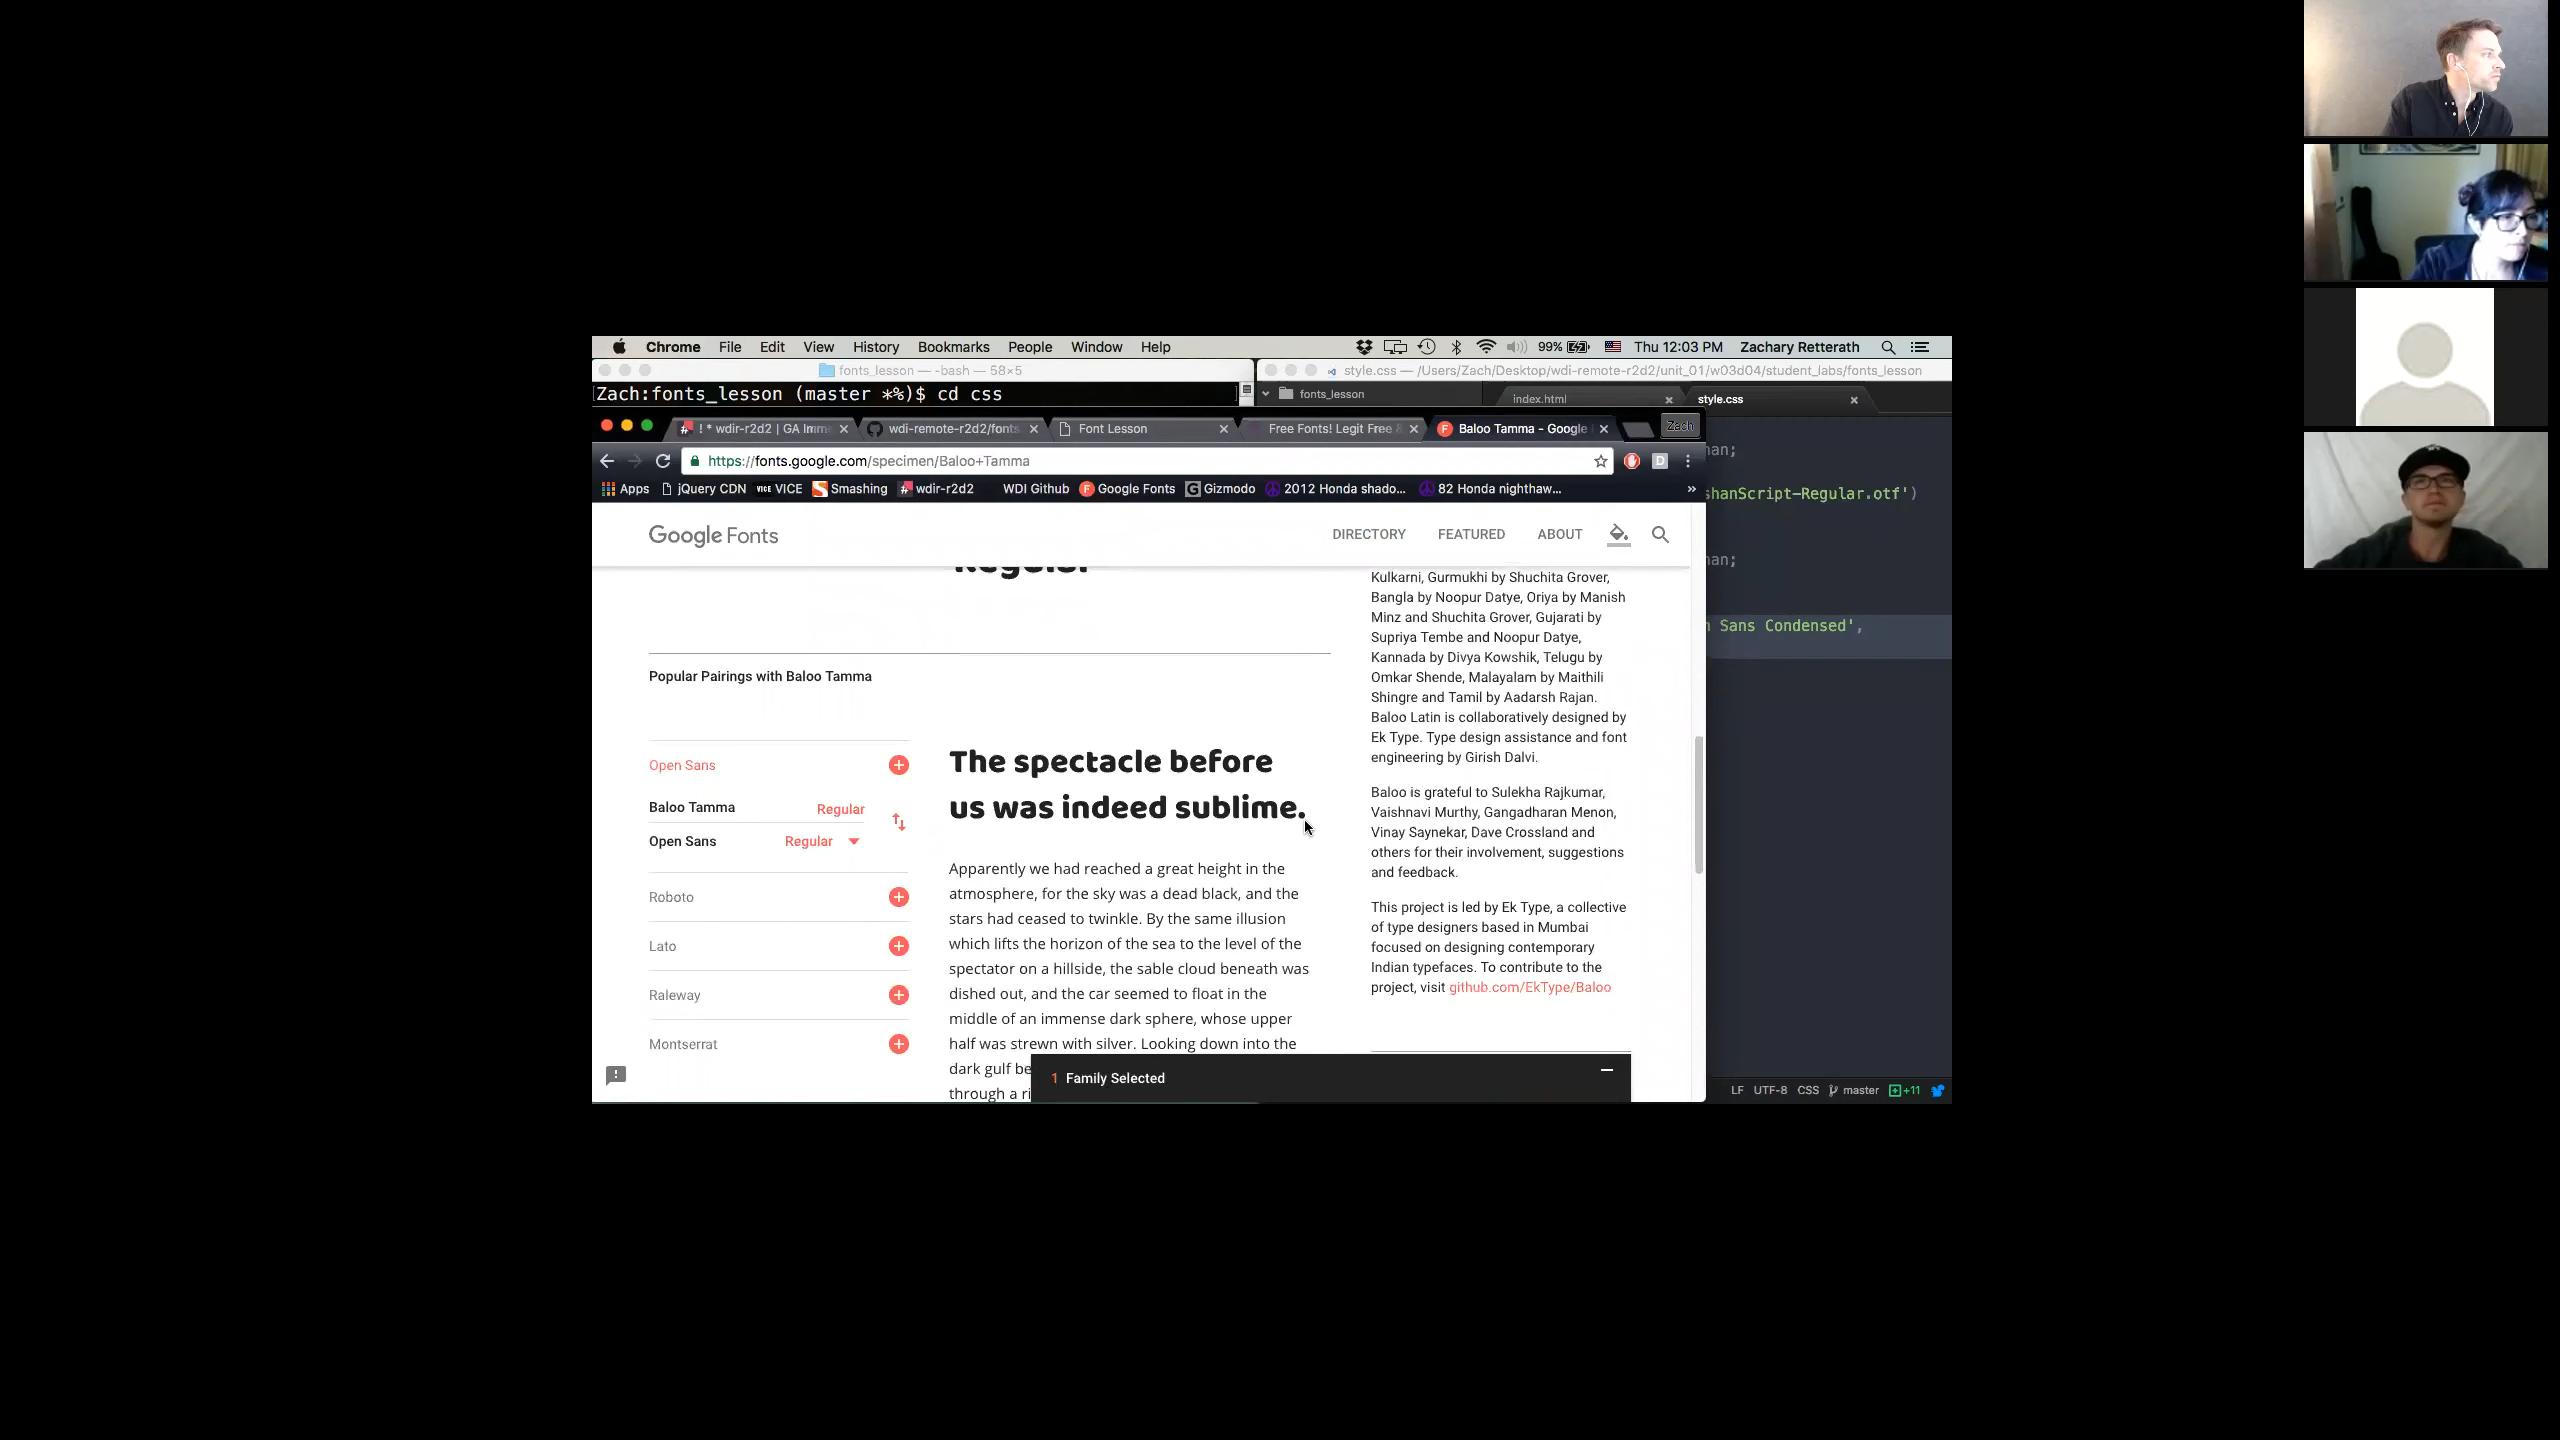 Chrome File Edit View History Bookmarks People Window Help 99% Thu 12:03 PM Zachary Retterath
fonts_lesson — -bash — 58×5
style.css — /Users/Zach/Desktop/wdi-remote-r2d2/unit_01/w03d04/student_labs/fonts_lesson
Zach:fonts_lesson (master *%)$ cd css
fonts_lesson
index.html
style.css
! * wdir-r2d2 | GA Imme
wdi-remote-r2d2/fonts
Font Lesson
Free Fonts! Legit Free &
Baloo Tamma - Google
Zach
https://fonts.google.com/specimen/Baloo+Tamma
Apps jQuery CDN VICE VICE Smashing wdir-r2d2 WDI Github Google Fonts Gizmodo 2012 Honda shado... 82 Honda nighthaw... »
Google Fonts
DIRECTORY FEATURED ABOUT
Regular
Popular Pairings with Baloo Tamma
Open Sans
Baloo Tamma Regular
Open Sans Regular
Roboto
Lato
Raleway
Montserrat
The spectacle before
us was indeed sublime.
Apparently we had reached a great height in the
atmosphere, for the sky was a dead black, and the
stars had ceased to twinkle. By the same illusion
which lifts the horizon of the sea to the level of the
spectator on a hillside, the sable cloud beneath was
dished out, and the car seemed to float in the
middle of an immense dark sphere, whose upper
half was strewn with silver. Looking down into the
dark gulf be
through a ri
Kulkarni, Gurmukhi by Shuchita Grover,
Bangla by Noopur Datye, Oriya by Manish
Minz and Shuchita Grover, Gujarati by
Supriya Tembe and Noopur Datye,
Kannada by Divya Kowshik, Telugu by
Omkar Shende, Malayalam by Maithili
Shingre and Tamil by Aadarsh Rajan.
Baloo Latin is collaboratively designed by
Ek Type. Type design assistance and font
engineering by Girish Dalvi.
Baloo is grateful to Sulekha Rajkumar,
Vaishnavi Murthy, Gangadharan Menon,
Vinay Saynekar, Dave Crossland and
others for their involvement, suggestions
and feedback.
This project is led by Ek Type, a collective
of type designers based in Mumbai
focused on designing contemporary
Indian typefaces. To contribute to the
project, visit github.com/EkType/Baloo
1 Family Selected
an;
shanScript-Regular.otf')
an;
n Sans Condensed',
LF UTF-8 CSS master +11